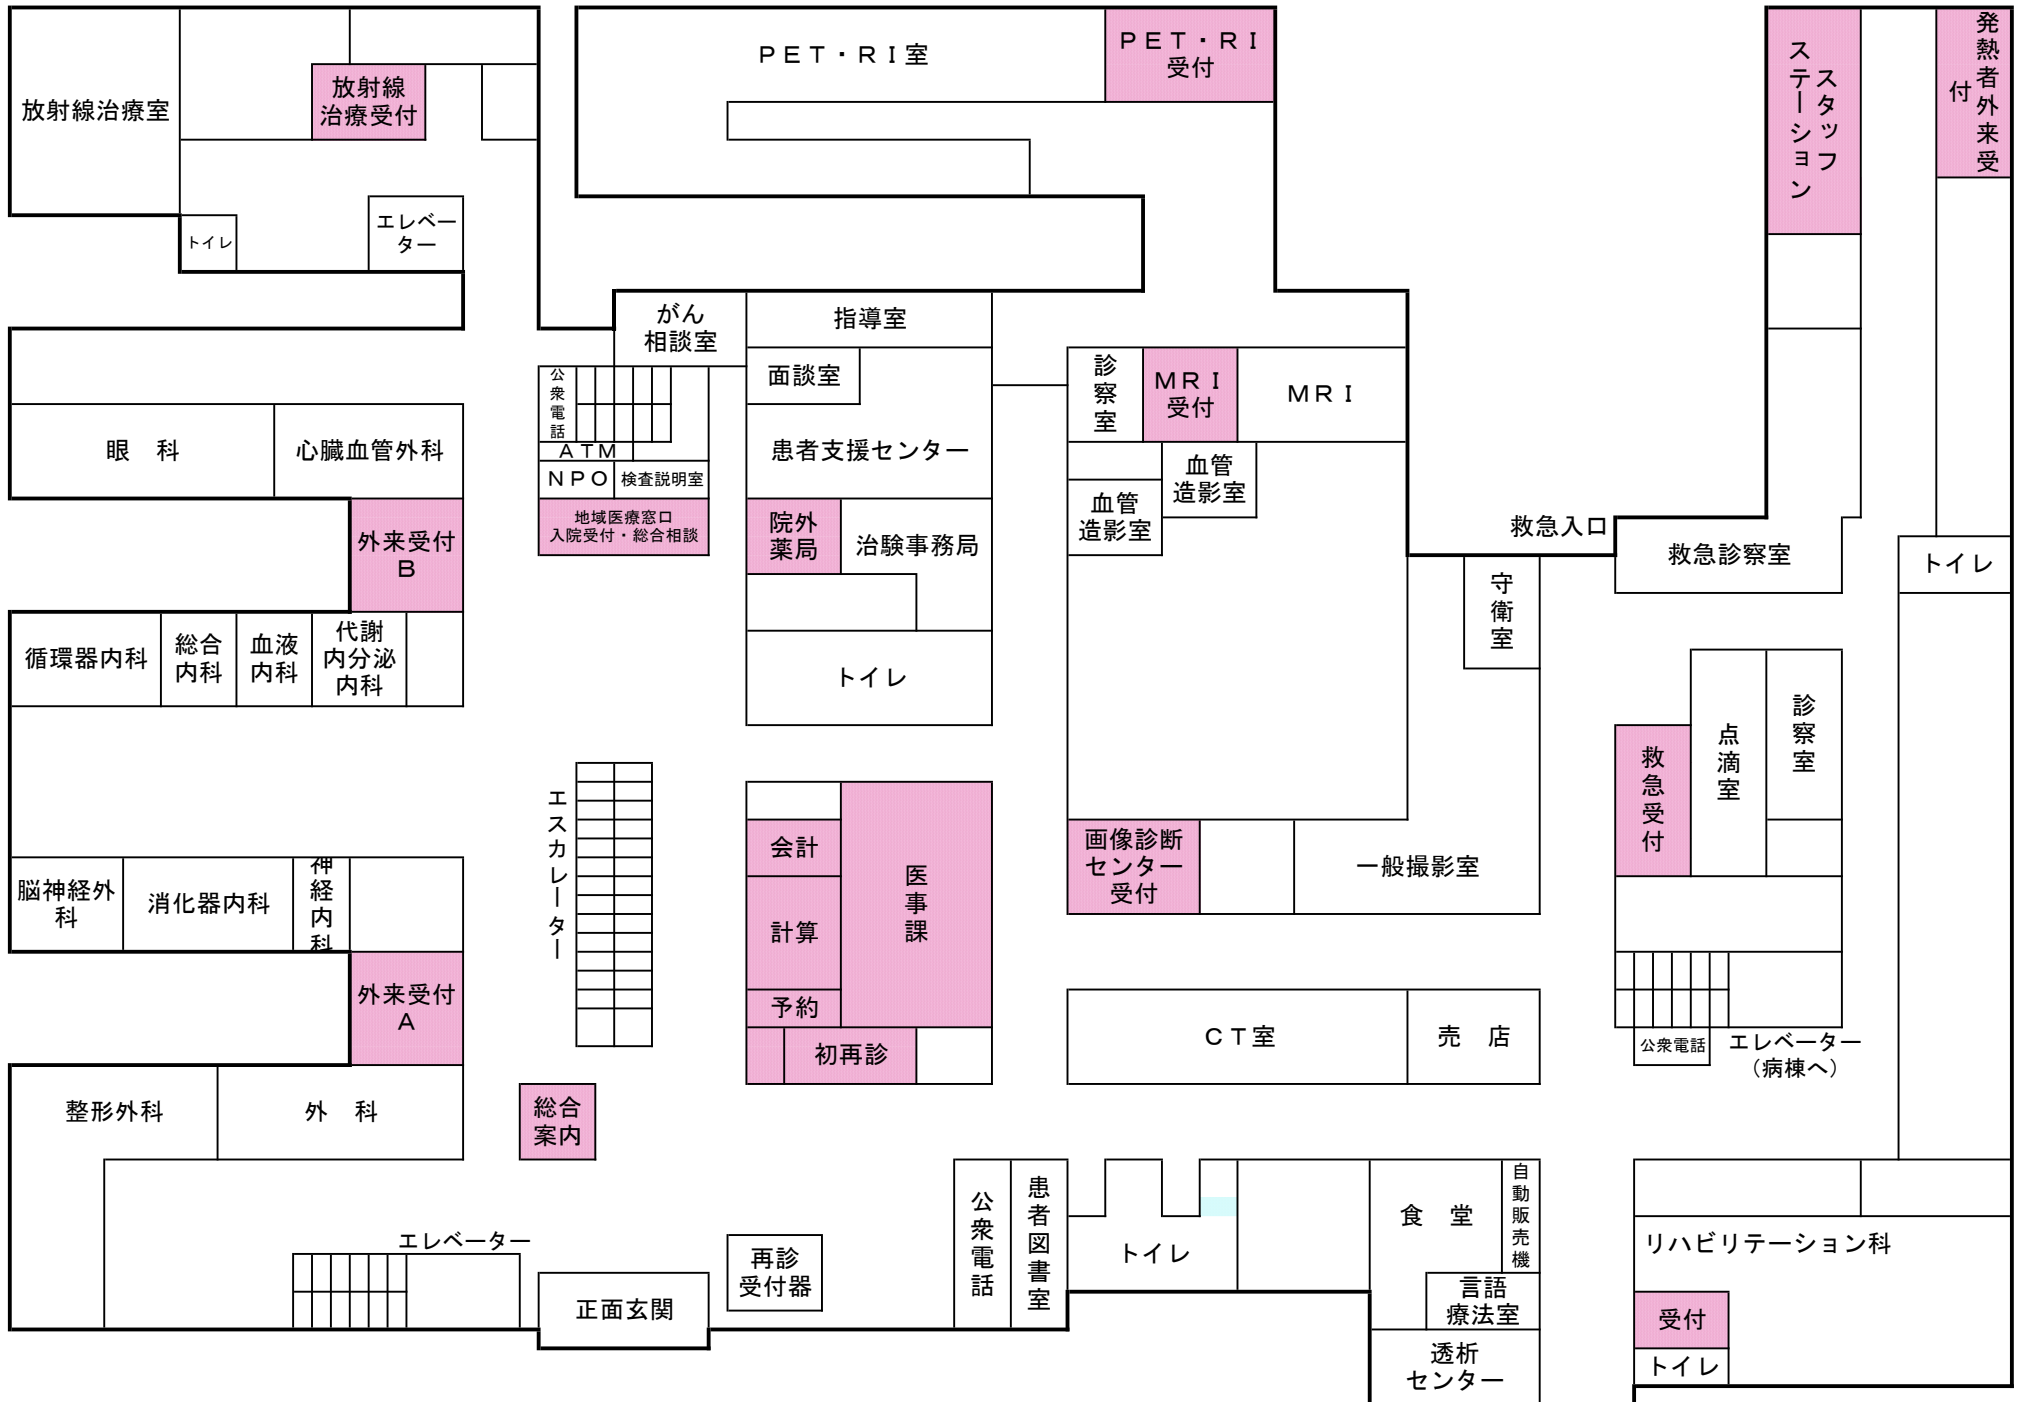 放射線治療室
放射線
治療受付
トイレ
エレベー
ター
ＰＥＴ・ＲＩ室
ＰＥＴ・ＲＩ
受付
スタッフ
ステーション
発熱者外来受
付
がん
相談室
指導室
面談室
公衆電話
ＡＴＭ
ＮＰＯ
検査説明室
地域医療窓口
入院受付・総合相談
患者支援センター
院外
薬局
治験事務局
トイレ
診察室
ＭＲＩ
受付
ＭＲＩ
血管
造影室
血管
造影室
眼　科
心臓血管外科
外来受付
Ｂ
循環器内科
総合
内科
血液
内科
代謝
内分泌
内科
救急入口
救急診察室
トイレ
守衛室
点滴室
診察室
救急受付
エスカレーター
会計
計算
予約
医事課
初再診
画像診断
センター
受付
一般撮影室
脳神経外
科
消化器内科
神経内科
外来受付
Ａ
整形外科
外　科
総合
案内
ＣＴ室
売　店
公衆電話
エレベーター
（病棟へ）
エレベーター
正面玄関
再診
受付器
公衆電話
患者図書室
トイレ
食　堂
自動販売機
言語
療法室
透析
センター
リハビリテーション科
受付
トイレ